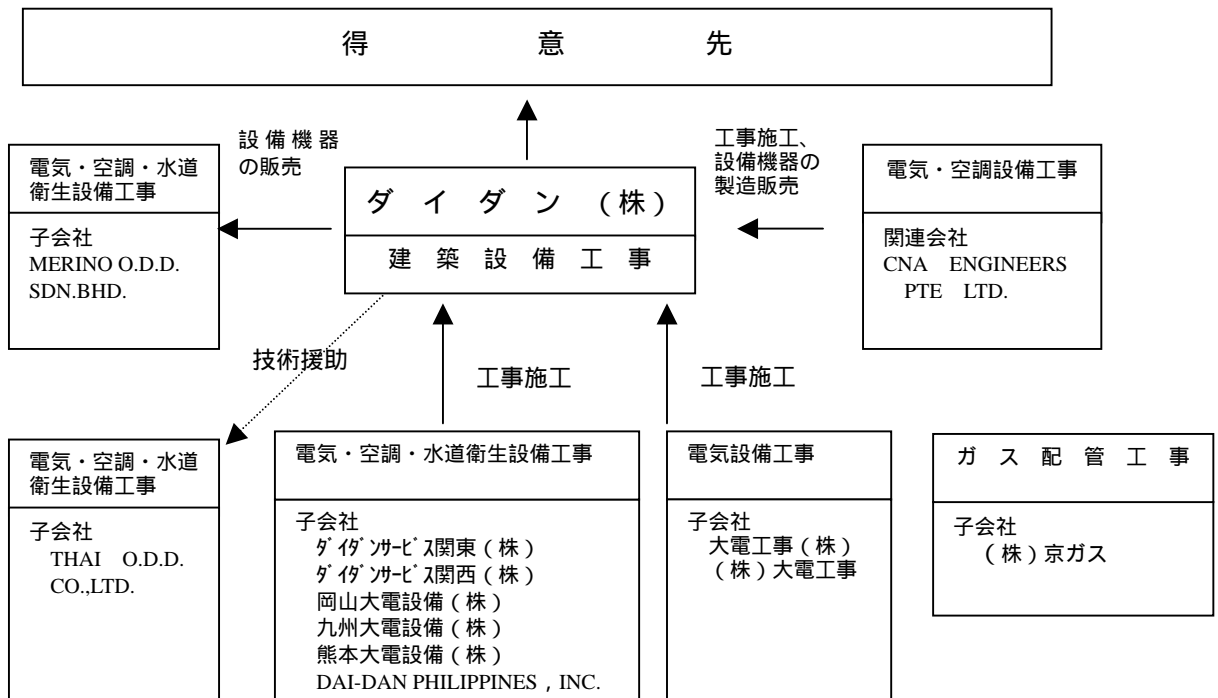 得 意 先
設 備 機 器
の販売
工事施工、
設備機器の
製造販売
電気・空調・水道
衛生設備工事
子会社
MERINO O.D.D.
SDN.BHD.
ダ イ ダ ン (株)
建 築 設 備 工 事
電気・空調設備工事
関連会社
CNA ENGINEERS
PTE LTD.
技術援助
工事施工
工事施工
電気・空調・水道
衛生設備工事
子会社
THAI O.D.D.
CO.,LTD.
電気・空調・水道衛生設備工事
子会社
ダイダンサービス関東(株)
ダイダンサービス関西(株)
岡山大電設備(株)
九州大電設備(株)
熊本大電設備(株)
DAI-DAN PHILIPPINES , INC.
電気設備工事
子会社
大電工事(株)
(株)大電工事
ガ ス 配 管 工 事
子会社
(株)京ガス